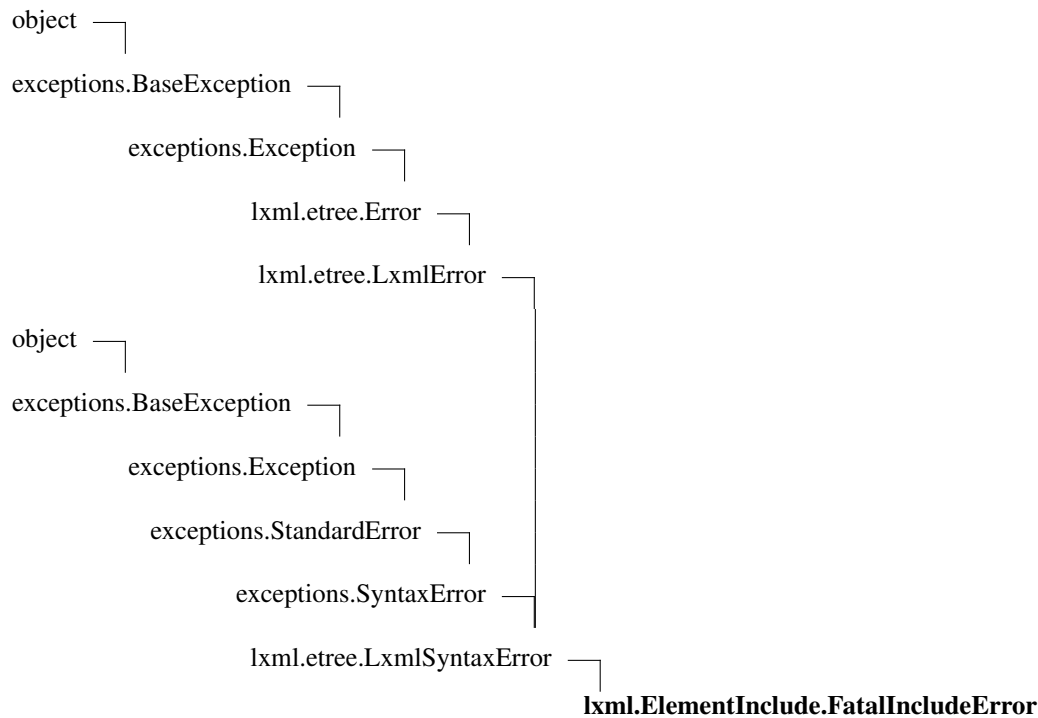 object
exceptions.BaseException
exceptions.Exception
lxml.etree.Error
lxml.etree.LxmlError
object
exceptions.BaseException
exceptions.Exception
exceptions.StandardError
exceptions.SyntaxError
lxml.etree.LxmlSyntaxError
lxml.ElementInclude.FatalIncludeError